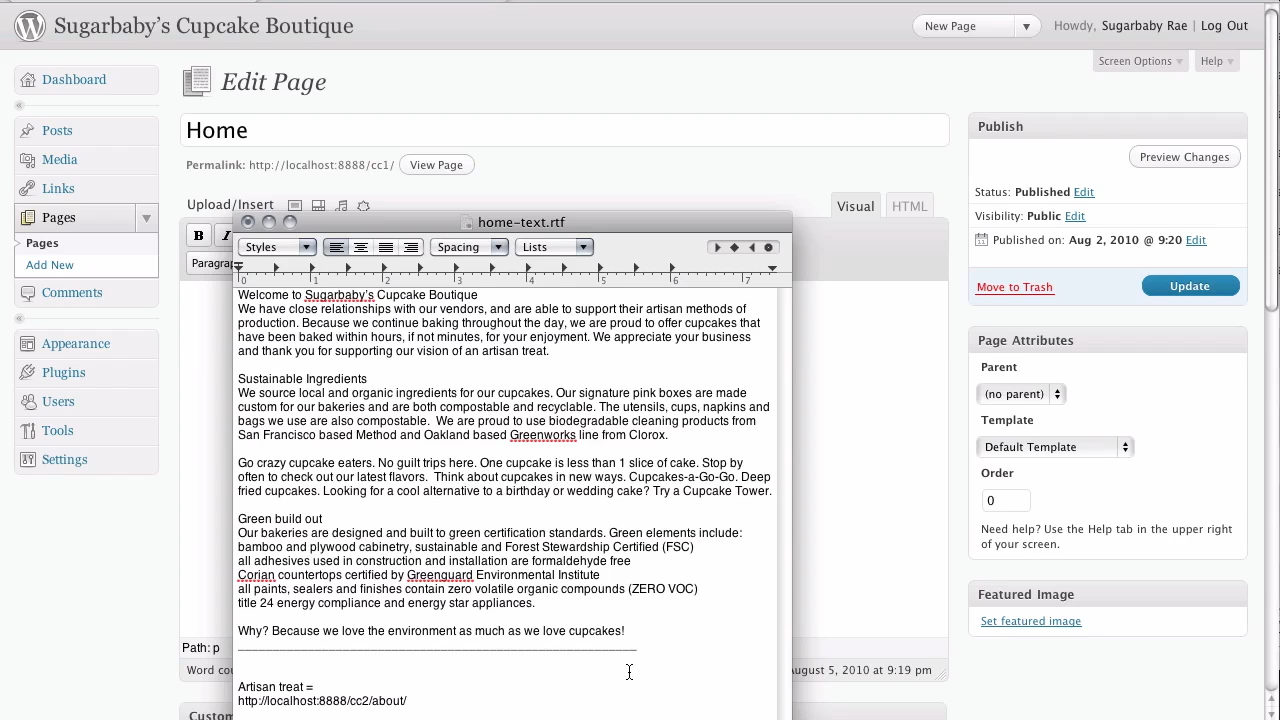 Sugarbaby's Cupcake Boutique
New Page
Howdy, Sugarbaby Rae | Log Out
Screen Options
Help
Dashboard
Posts
Media
Links
Pages
Pages
Add New
Comments
Appearance
Plugins
Users
Tools
Settings
Edit Page
Home
Permalink: http://localhost:8888/cc1/
View Page
Upload/Insert
Visual
HTML
B I
Paragrap
home-text.rtf
Styles
Spacing
Lists
0 1 2 3 4 5 6 7
Welcome to Sugarbaby's Cupcake Boutique
We have close relationships with our vendors, and are able to support their artisan methods of
production. Because we continue baking throughout the day, we are proud to offer cupcakes that
have been baked within hours, if not minutes, for your enjoyment. We appreciate your business
and thank you for supporting our vision of an artisan treat.
Sustainable Ingredients
We source local and organic ingredients for our cupcakes. Our signature pink boxes are made
custom for our bakeries and are both compostable and recyclable. The utensils, cups, napkins and
bags we use are also compostable.  We are proud to use biodegradable cleaning products from
San Francisco based Method and Oakland based Greenworks line from Clorox.
Go crazy cupcake eaters. No guilt trips here. One cupcake is less than 1 slice of cake. Stop by
often to check out our latest flavors.  Think about cupcakes in new ways. Cupcakes-a-Go-Go. Deep
fried cupcakes. Looking for a cool alternative to a birthday or wedding cake? Try a Cupcake Tower.
Green build out
Our bakeries are designed and built to green certification standards. Green elements include:
bamboo and plywood cabinetry, sustainable and Forest Stewardship Certified (FSC)
all adhesives used in construction and installation are formaldehyde free
Corian countertops certified by Greenguard Environmental Institute
all paints, sealers and finishes contain zero volatile organic compounds (ZERO VOC)
title 24 energy compliance and energy star appliances.
Why? Because we love the environment as much as we love cupcakes!
Artisan treat =
http://localhost:8888/cc2/about/
Path: p
Word cou
August 5, 2010 at 9:19 pm
Custom
Publish
Preview Changes
Status: Published Edit
Visibility: Public Edit
Published on: Aug 2, 2010 @ 9:20 Edit
Move to Trash
Update
Page Attributes
Parent
(no parent)
Template
Default Template
Order
0
Need help? Use the Help tab in the upper right
of your screen.
Featured Image
Set featured image